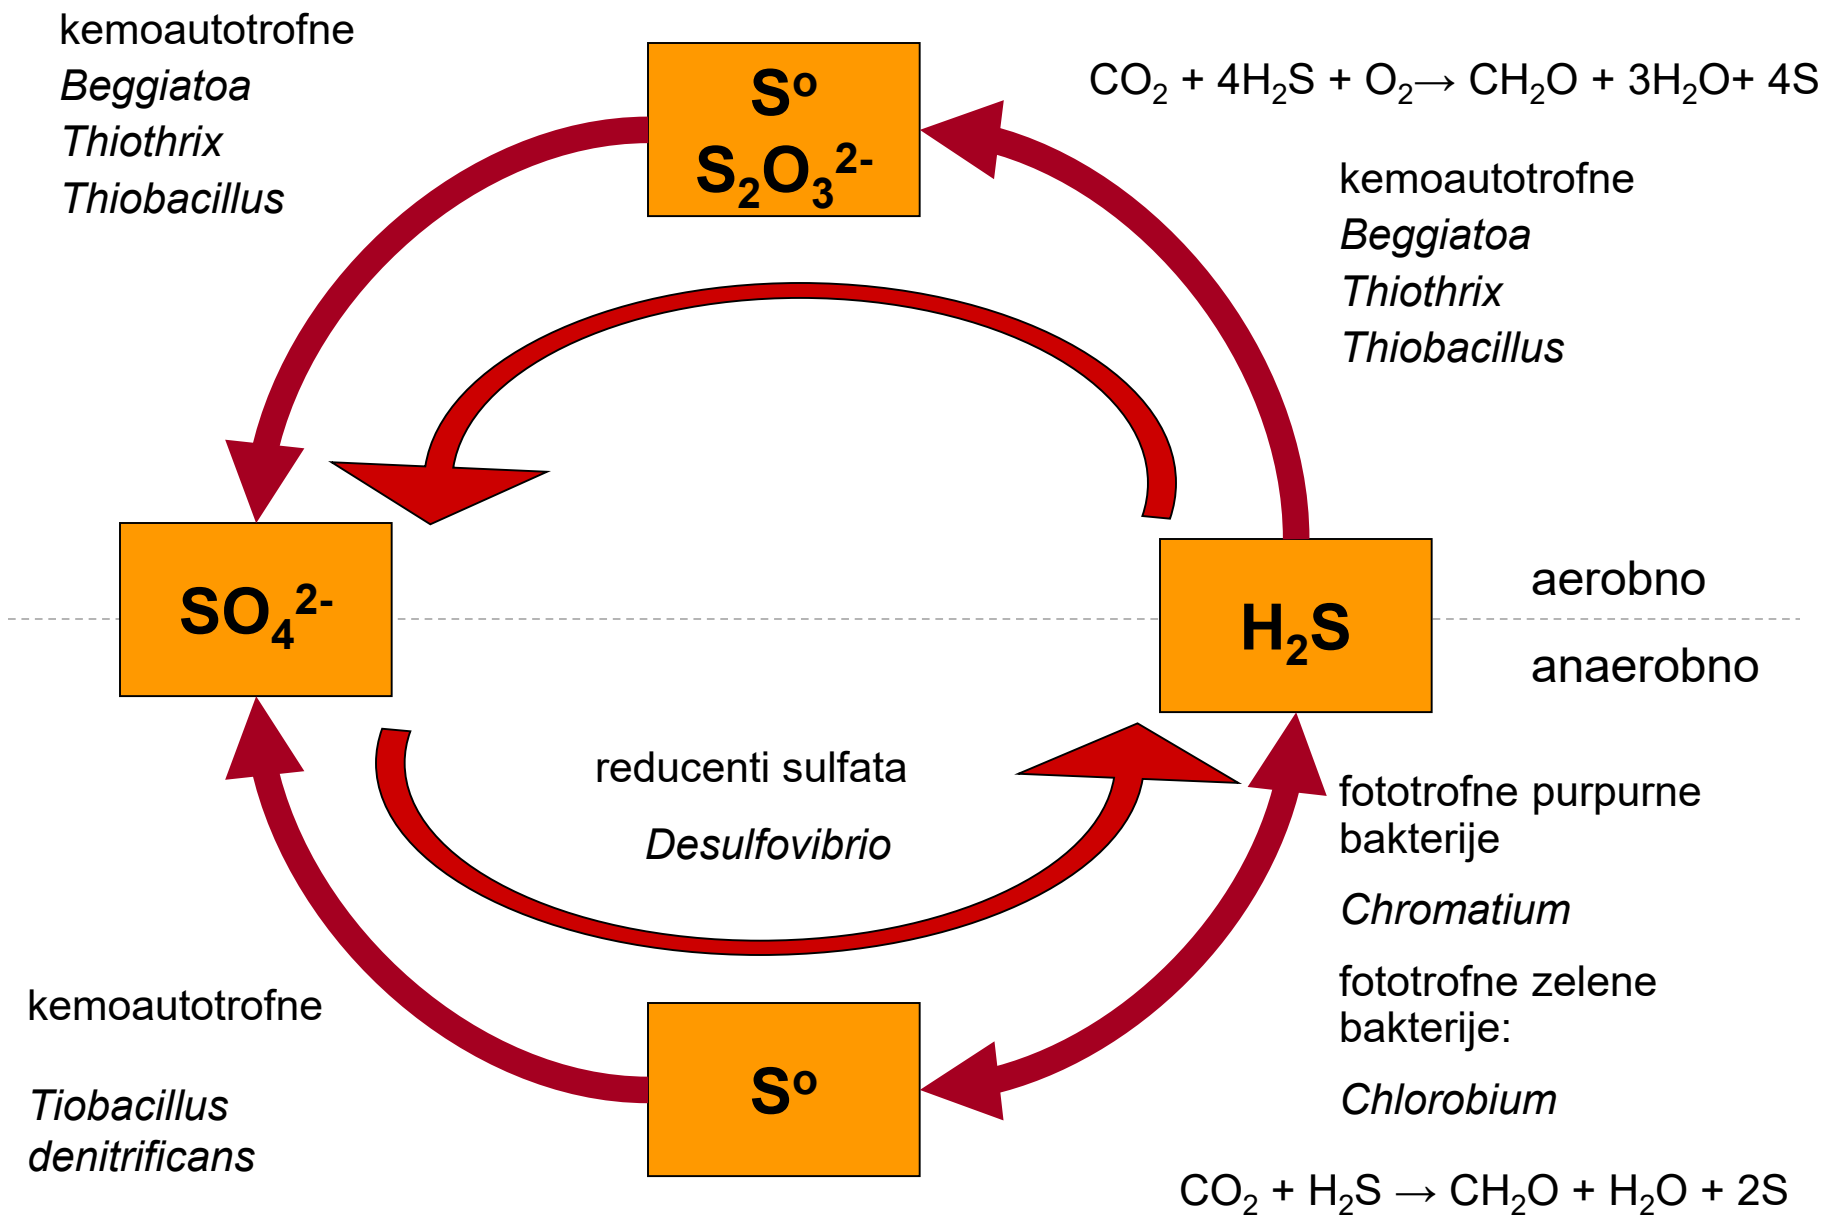 kemoautotrofne
Beggiatoa
Thiothrix
Thiobacillus
Sº
S₂O₃²⁻
CO₂ + 4H₂S + O₂→ CH₂O + 3H₂O+ 4S
kemoautotrofne
Beggiatoa
Thiothrix
Thiobacillus
SO₄²⁻
H₂S
aerobno
anaerobno
reducenti sulfata
Desulfovibrio
fototrofne purpurne
bakterije
Chromatium
fototrofne zelene
bakterije:
Chlorobium
kemoautotrofne
Tiobacillus
denitrificans
Sº
CO₂ + H₂S → CH₂O + H₂O + 2S